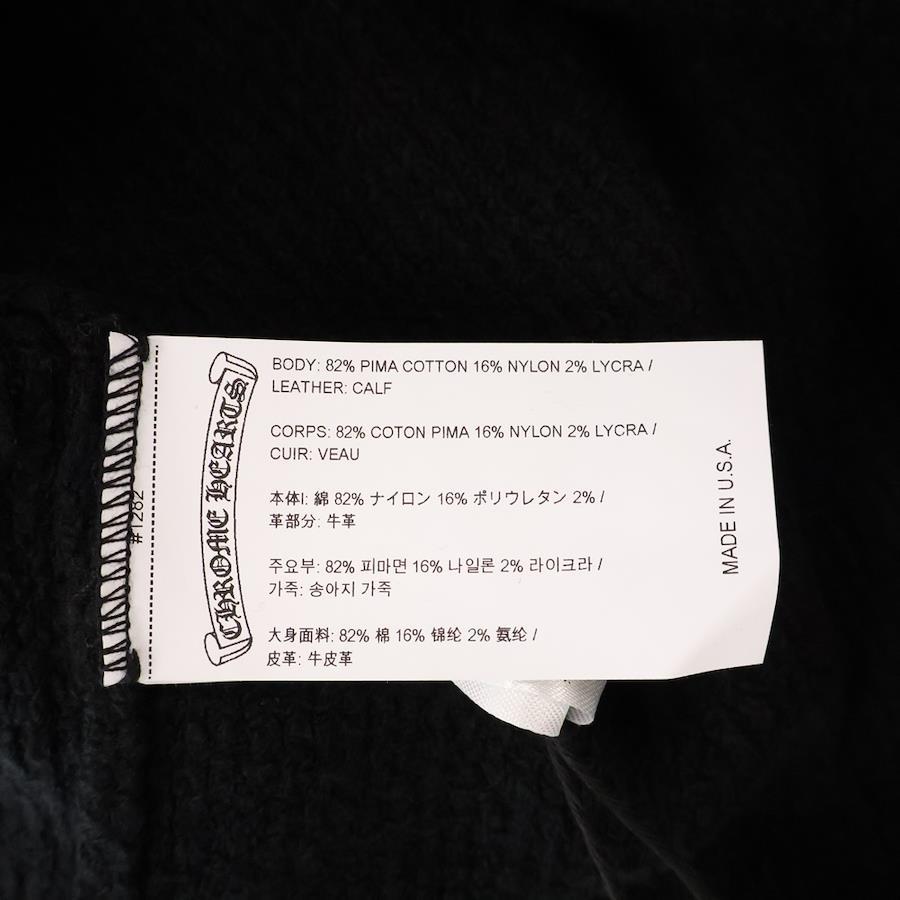 #1282
CHROME HEARTS
BODY: 82% PIMA COTTON 16% NYLON 2% LYCRA /
LEATHER: CALF
CORPS: 82% COTON PIMA 16% NYLON 2% LYCRA /
CUIR: VEAU
本体l: 綿 82% ナイロン 16% ポリウレタン 2% /
革部分: 牛革
주요부: 82% 피마면 16% 나일론 2% 라이크라 /
가죽: 송아지 가죽
大身面料: 82% 棉 16% 锦纶 2% 氨纶 /
皮革: 牛皮革
MADE IN U.S.A.